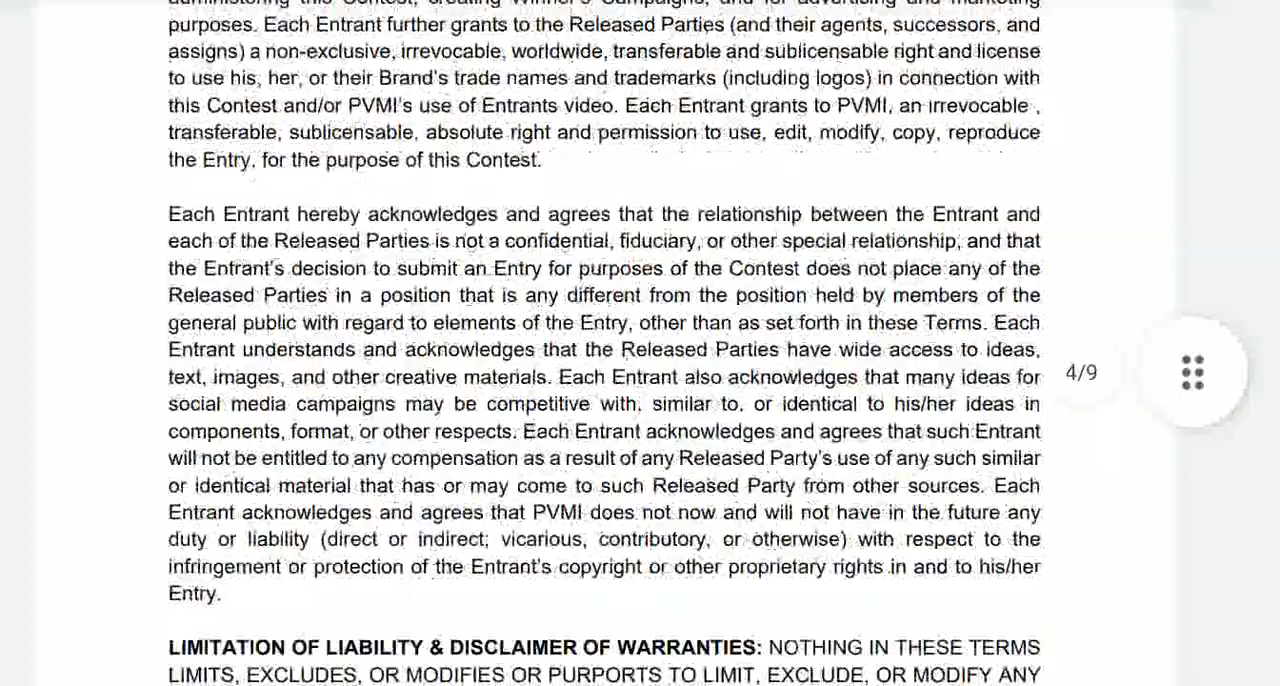 purposes. Each Entrant further grants to the Released Parties (and their agents, successors, and
assigns) a non-exclusive, irrevocable, worldwide, transferable and sublicensable right and license
to use his, her, or their Brand's trade names and trademarks (including logos) in connection with
this Contest and/or PVMI's use of Entrants video. Each Entrant grants to PVMI, an irrevocable ,
transferable, sublicensable, absolute right and permission to use, edit, modify, copy, reproduce
the Entry, for the purpose of this Contest.
Each Entrant hereby acknowledges and agrees that the relationship between the Entrant and
each of the Released Parties is not a confidential, fiduciary, or other special relationship, and that
the Entrant's decision to submit an Entry for purposes of the Contest does not place any of the
Released Parties in a position that is any different from the position held by members of the
general public with regard to elements of the Entry, other than as set forth in these Terms. Each
Entrant understands and acknowledges that the Released Parties have wide access to ideas,
text, images, and other creative materials. Each Entrant also acknowledges that many ideas for
4/9
social media campaigns may be competitive with, similar to, or identical to his/her ideas in
components, format, or other respects. Each Entrant acknowledges and agrees that such Entrant
will not be entitled to any compensation as a result of any Released Party's use of any such similar
or identical material that has or may come to such Released Party from other sources. Each
Entrant acknowledges and agrees that PVMI does not now and will not have in the future any
duty or liability (direct or indirect; vicarious, contributory, or otherwise) with respect to the
infringement or protection of the Entrant's copyright or other proprietary rights in and to his/her
Entry.
LIMITATION OF LIABILITY & DISCLAIMER OF WARRANTIES: NOTHING IN THESE TERMS
LIMITS, EXCLUDES, OR MODIFIES OR PURPORTS TO LIMIT, EXCLUDE, OR MODIFY ANY